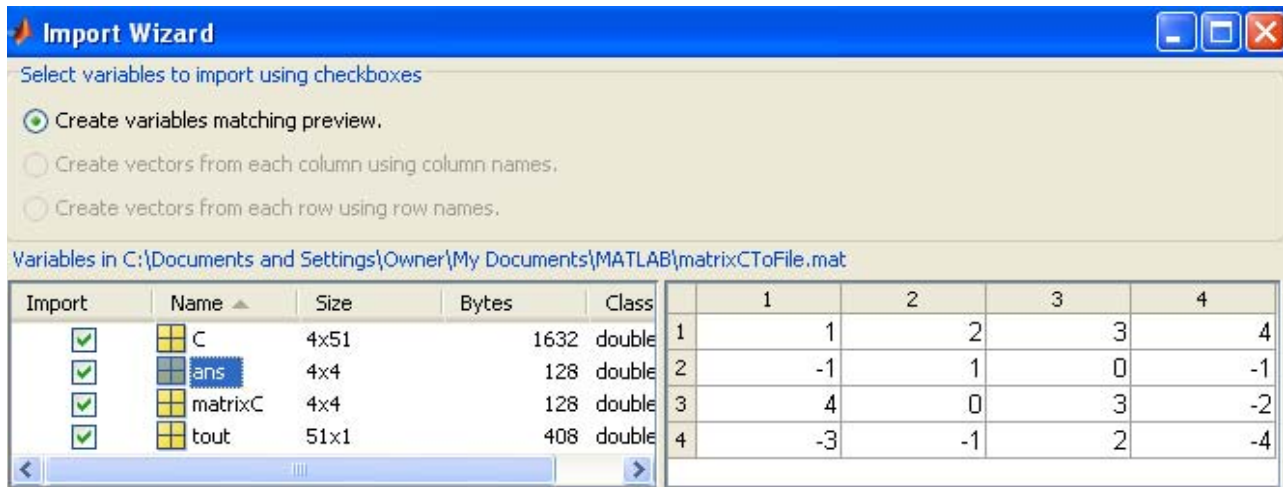 Import Wizard
Select variables to import using checkboxes
Create variables matching preview.
Create vectors from each column using column names.
Create vectors from each row using row names.
Variables in C:\Documents and Settings\Owner\My Documents\MATLAB\matrixCToFile.mat
Import Name Size Bytes Class
C 4x51 1632 double
ans 4x4 128 double
matrixC 4x4 128 double
tout 51x1 408 double
1 2 3 4
1 1 2 3 4
2 -1 1 0 -1
3 4 0 3 -2
4 -3 -1 2 -4